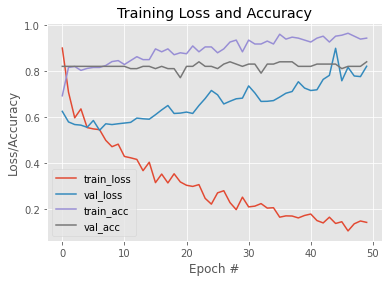 Training Loss and Accuracy
Loss/Accuracy
1.0
0.8
0.6
0.4
0.2
train_loss
val_loss
train_acc
val_acc
0
10
20
30
40
50
Epoch #